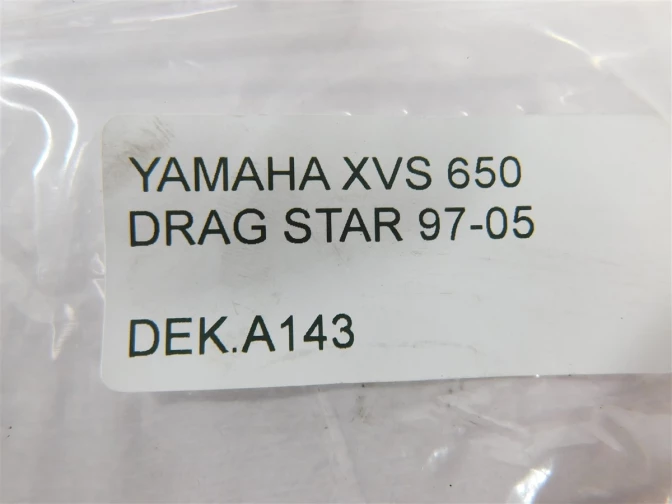 YAMAHA XVS 650
DRAG STAR 97-05
DEK.A143